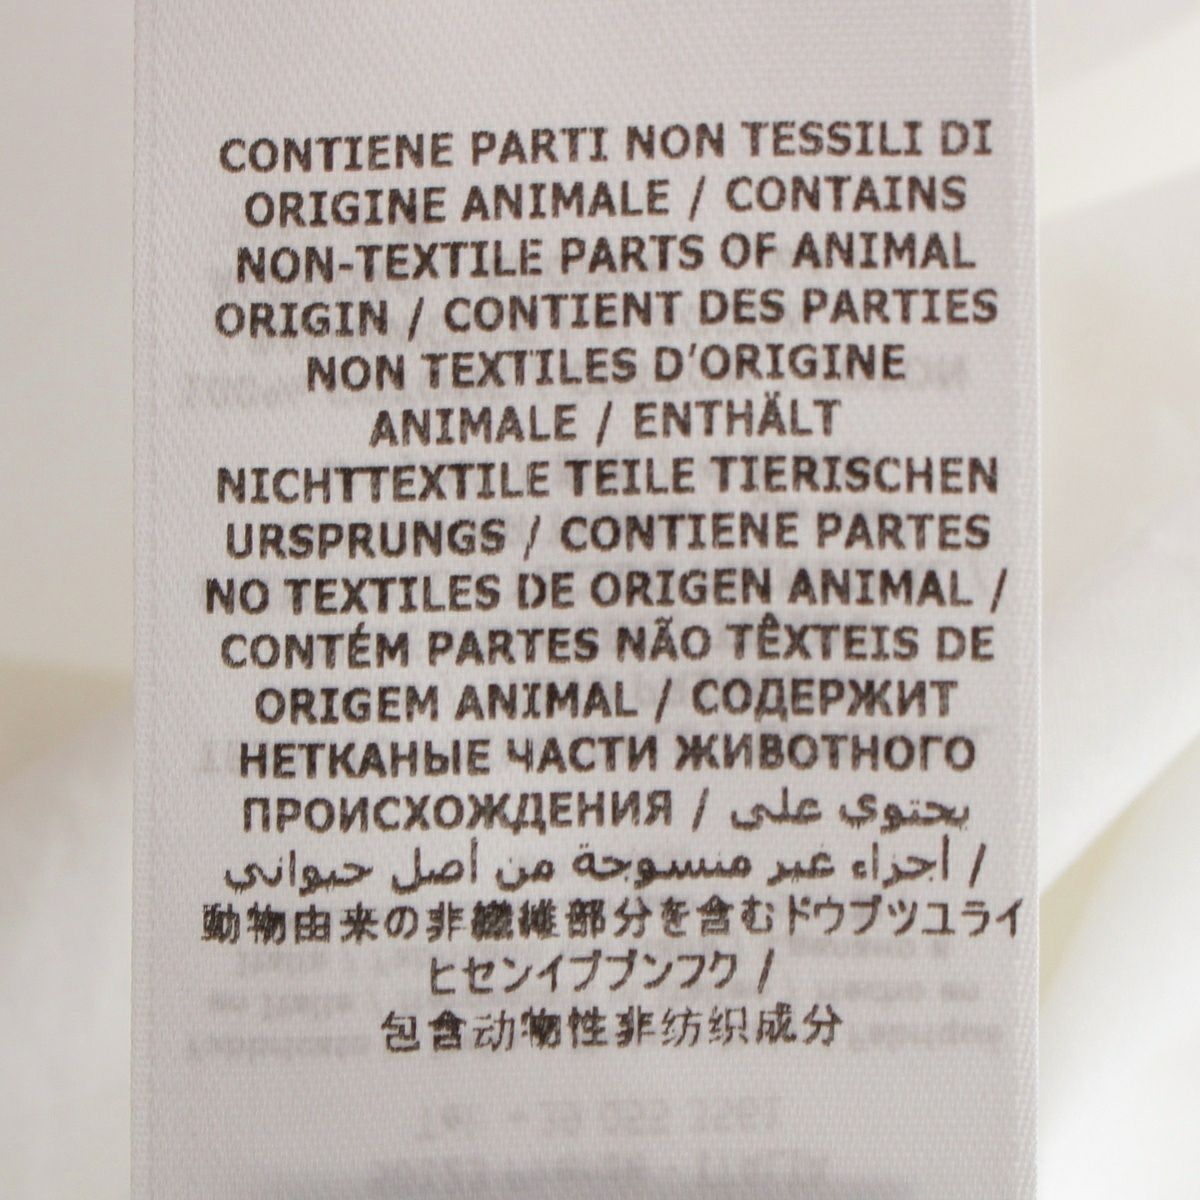 CONTIENE PARTI NON TESSILI DI
ORIGINE ANIMALE / CONTAINS
NON-TEXTILE PARTS OF ANIMAL
ORIGIN / CONTIENT DES PARTIES
NON TEXTILES D'ORIGINE
ANIMALE / ENTHÄLT
NICHTTEXTILE TEILE TIERISCHEN
URSPRUNGS / CONTIENE PARTES
NO TEXTILES DE ORIGEN ANIMAL /
CONTÉM PARTES NÃO TÊXTEIS DE
ORIGEM ANIMAL / СОДЕРЖИТ
НЕТКАНЫЕ ЧАСТИ ЖИВОТНОГО
ПРОИСХОЖДЕНИЯ / يحتوي على
أجزاء غير منسوجة من أصل حيواني /
動物由来の非繊維部分を含むドウブツユライ
ヒセンイブブンフク /
包含动物性非纺织成分